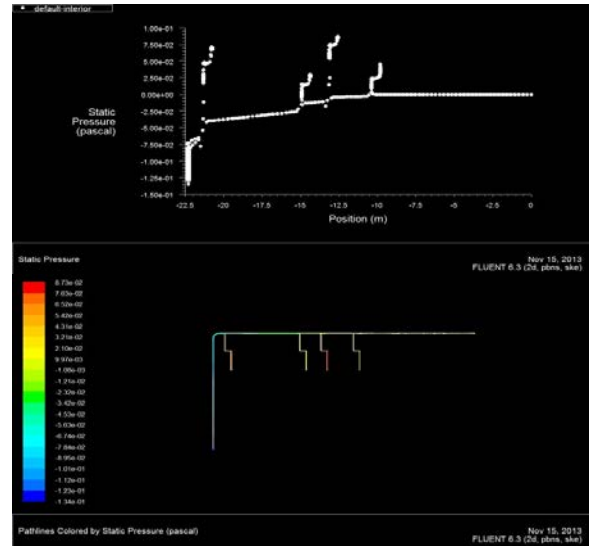 default-interior
1.00e-01
7.50e-02
5.00e-02
2.50e-02
0.00e+00
-2.50e-02
-5.00e-02
-7.50e-02
-1.00e-01
-1.25e-01
-1.50e-01
Static
Pressure
(pascal)
-22.5 -20 -17.5 -15 -12.5 -10 -7.5 -5 -2.5 0
Position (m)
Static Pressure
Nov 15, 2013
FLUENT 6.3 (2d, pbns, ske)
8.73e-02
7.63e-02
6.52e-02
5.42e-02
4.31e-02
3.21e-02
2.10e-02
9.97e-03
-1.08e-03
-1.21e-02
-2.32e-02
-3.42e-02
-4.53e-02
-5.63e-02
-6.74e-02
-7.84e-02
-8.95e-02
-1.01e-01
-1.12e-01
-1.23e-01
-1.34e-01
Pathlines Colored by Static Pressure (pascal)
Nov 15, 2013
FLUENT 6.3 (2d, pbns, ske)